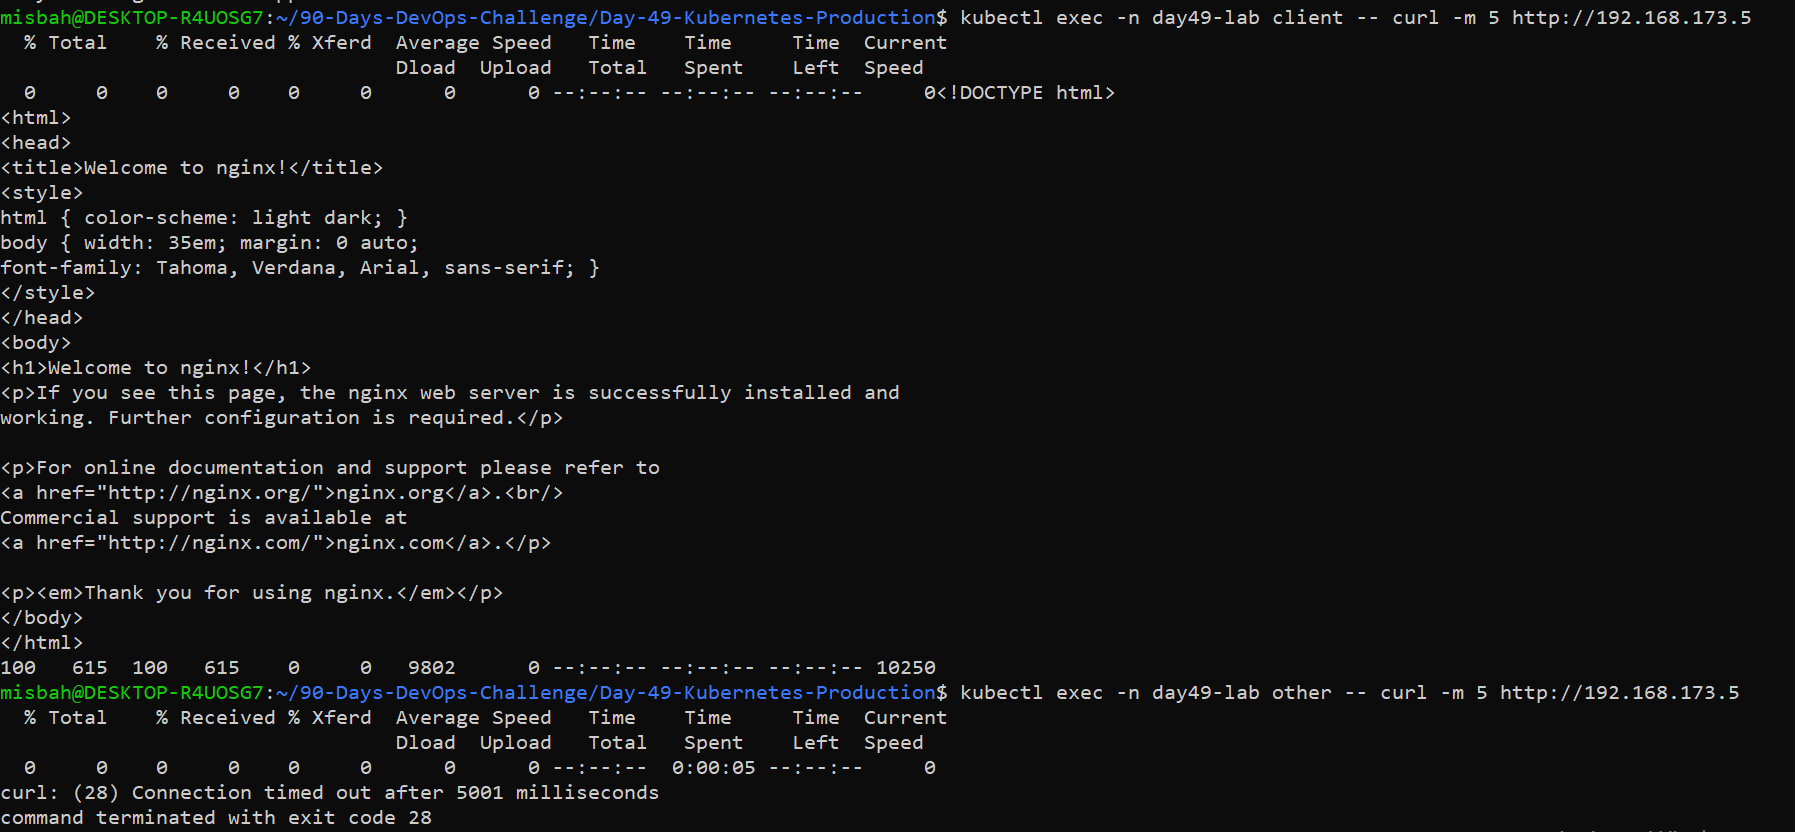 misbah@DESKTOP-R4UOSG7:~/90-Days-DevOps-Challenge/Day-49-Kubernetes-Production$ kubectl exec -n day49-lab client -- curl -m 5 http://192.168.173.5
  % Total    % Received % Xferd  Average Speed   Time    Time     Time  Current
                                 Dload  Upload   Total   Spent    Left  Speed
  0     0    0     0    0     0      0      0 --:--:-- --:--:-- --:--:--     0<!DOCTYPE html>
<html>
<head>
<title>Welcome to nginx!</title>
<style>
html { color-scheme: light dark; }
body { width: 35em; margin: 0 auto;
font-family: Tahoma, Verdana, Arial, sans-serif; }
</style>
</head>
<body>
<h1>Welcome to nginx!</h1>
<p>If you see this page, the nginx web server is successfully installed and
working. Further configuration is required.</p>

<p>For online documentation and support please refer to
<a href="http://nginx.org/">nginx.org</a>.<br/>
Commercial support is available at
<a href="http://nginx.com/">nginx.com</a>.</p>

<p><em>Thank you for using nginx.</em></p>
</body>
</html>
100   615  100   615    0     0   9802      0 --:--:-- --:--:-- --:--:-- 10250
misbah@DESKTOP-R4UOSG7:~/90-Days-DevOps-Challenge/Day-49-Kubernetes-Production$ kubectl exec -n day49-lab other -- curl -m 5 http://192.168.173.5
  % Total    % Received % Xferd  Average Speed   Time    Time     Time  Current
                                 Dload  Upload   Total   Spent    Left  Speed
  0     0    0     0    0     0      0      0 --:--:--  0:00:05 --:--:--     0
curl: (28) Connection timed out after 5001 milliseconds
command terminated with exit code 28